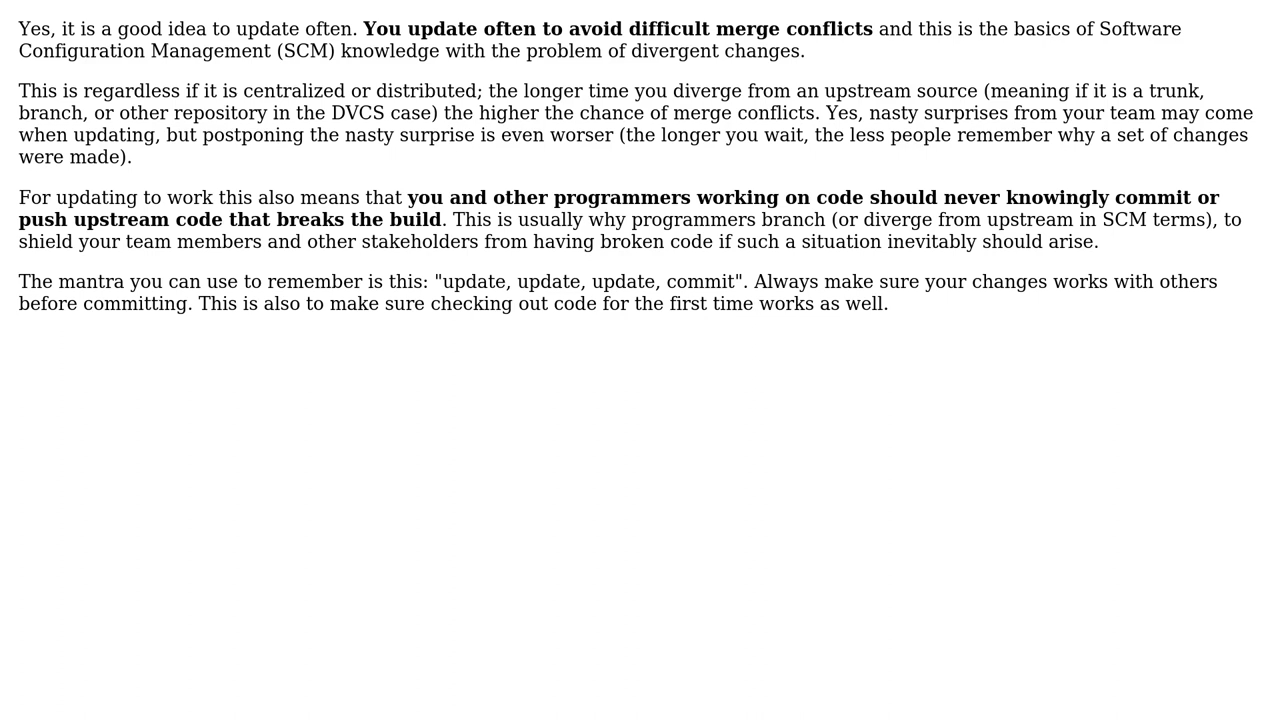 Yes, it is a good idea to update often. You update often to avoid difficult merge conflicts and this is the basics of Software
Configuration Management (SCM) knowledge with the problem of divergent changes.
This is regardless if it is centralized or distributed; the longer time you diverge from an upstream source (meaning if it is a trunk,
branch, or other repository in the DVCS case) the higher the chance of merge conflicts. Yes, nasty surprises from your team may come
when updating, but postponing the nasty surprise is even worser (the longer you wait, the less people remember why a set of changes
were made).
For updating to work this also means that you and other programmers working on code should never knowingly commit or
push upstream code that breaks the build. This is usually why programmers branch (or diverge from upstream in SCM terms), to
shield your team members and other stakeholders from having broken code if such a situation inevitably should arise.
The mantra you can use to remember is this: "update, update, update, commit". Always make sure your changes works with others
before committing. This is also to make sure checking out code for the first time works as well.